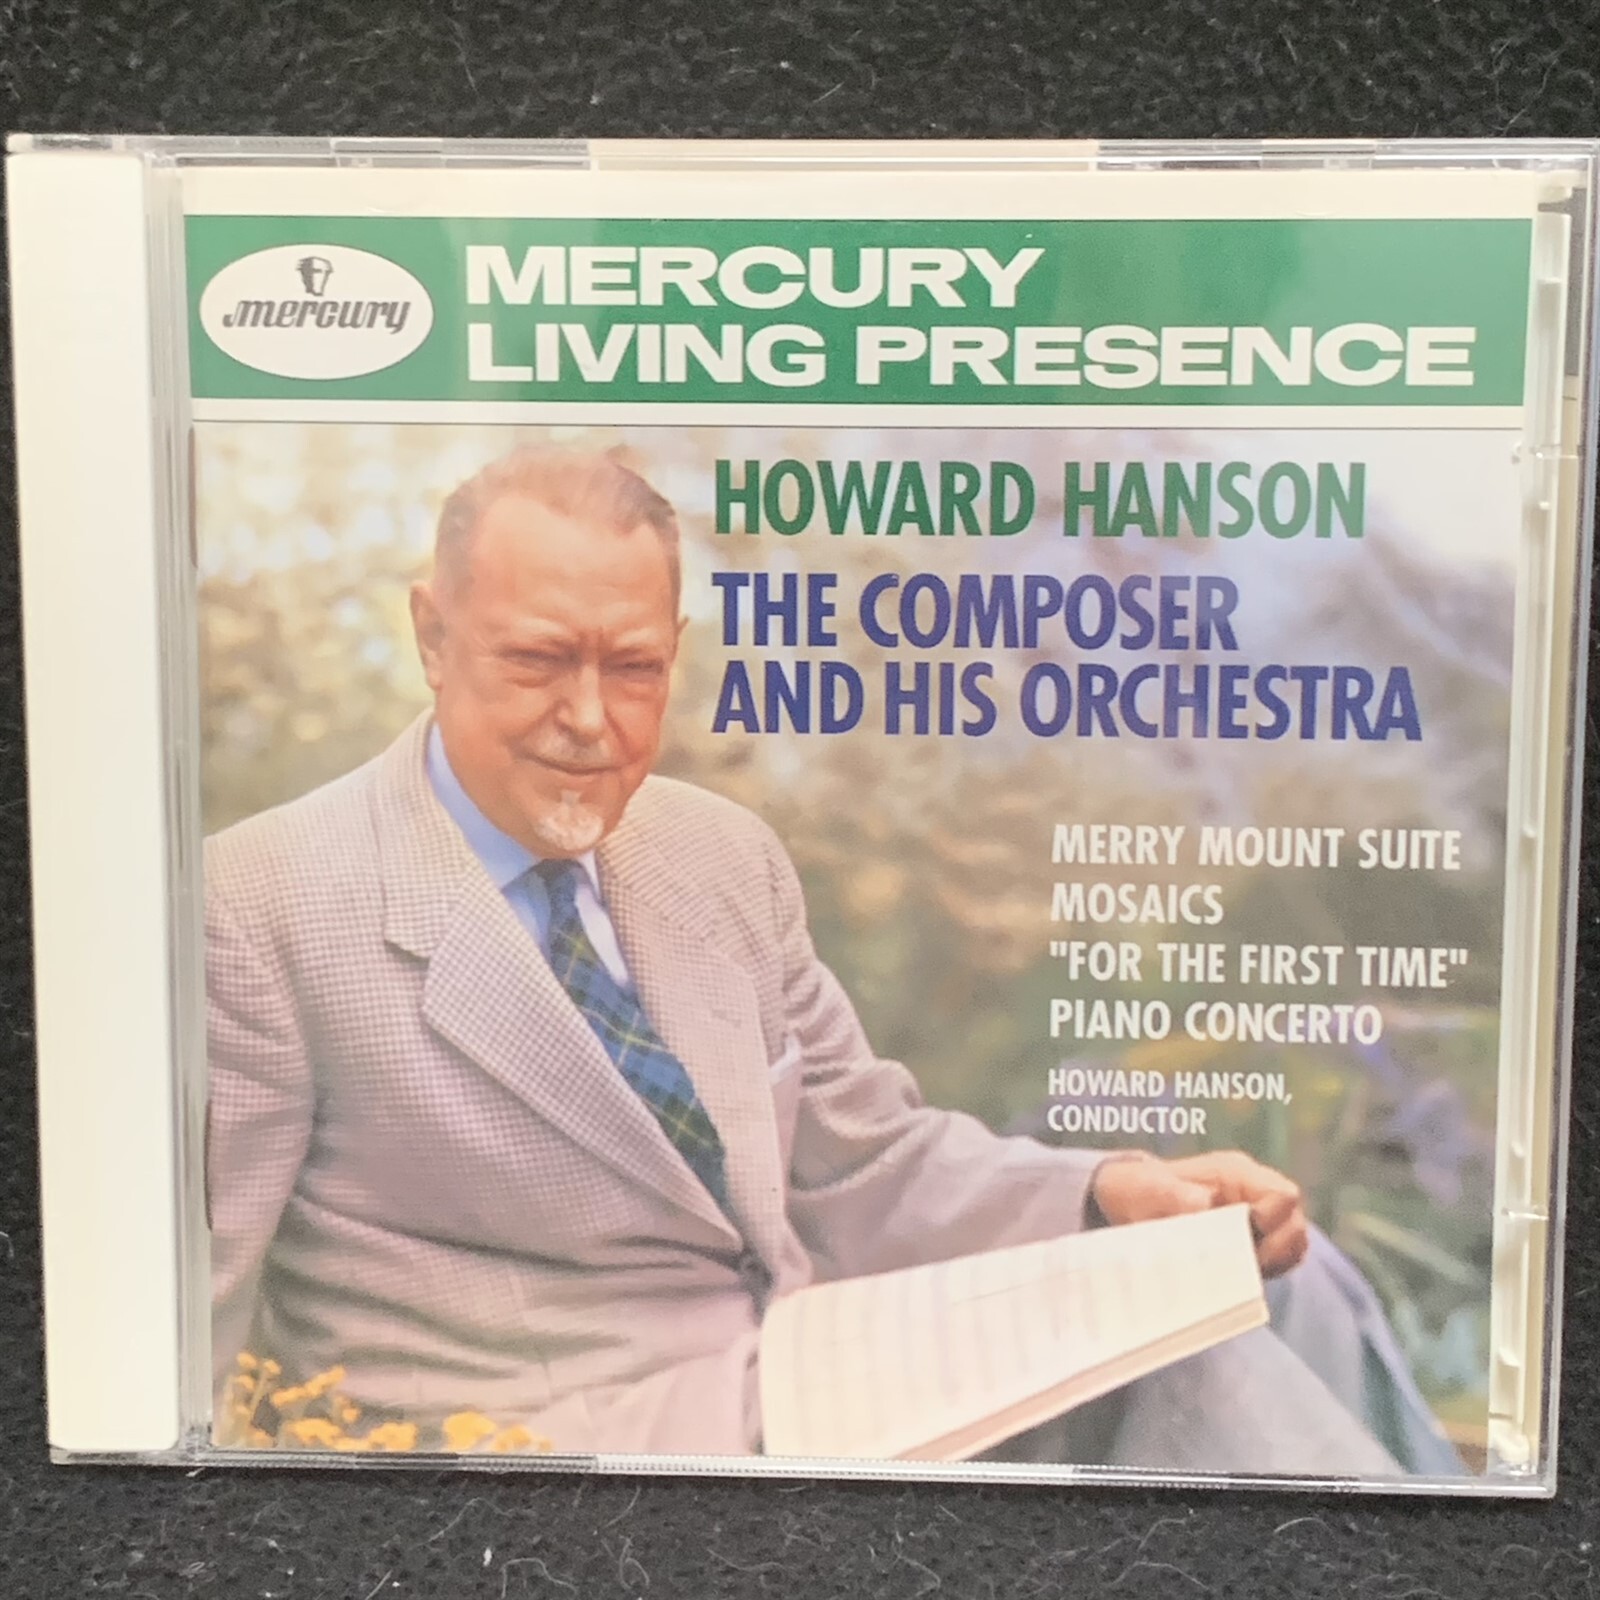 mercury
MERCURY
LIVING PRESENCE
HOWARD HANSON
THE COMPOSER
AND HIS ORCHESTRA
MERRY MOUNT SUITE
MOSAICS
"FOR THE FIRST TIME"
PIANO CONCERTO
HOWARD HANSON,
CONDUCTOR